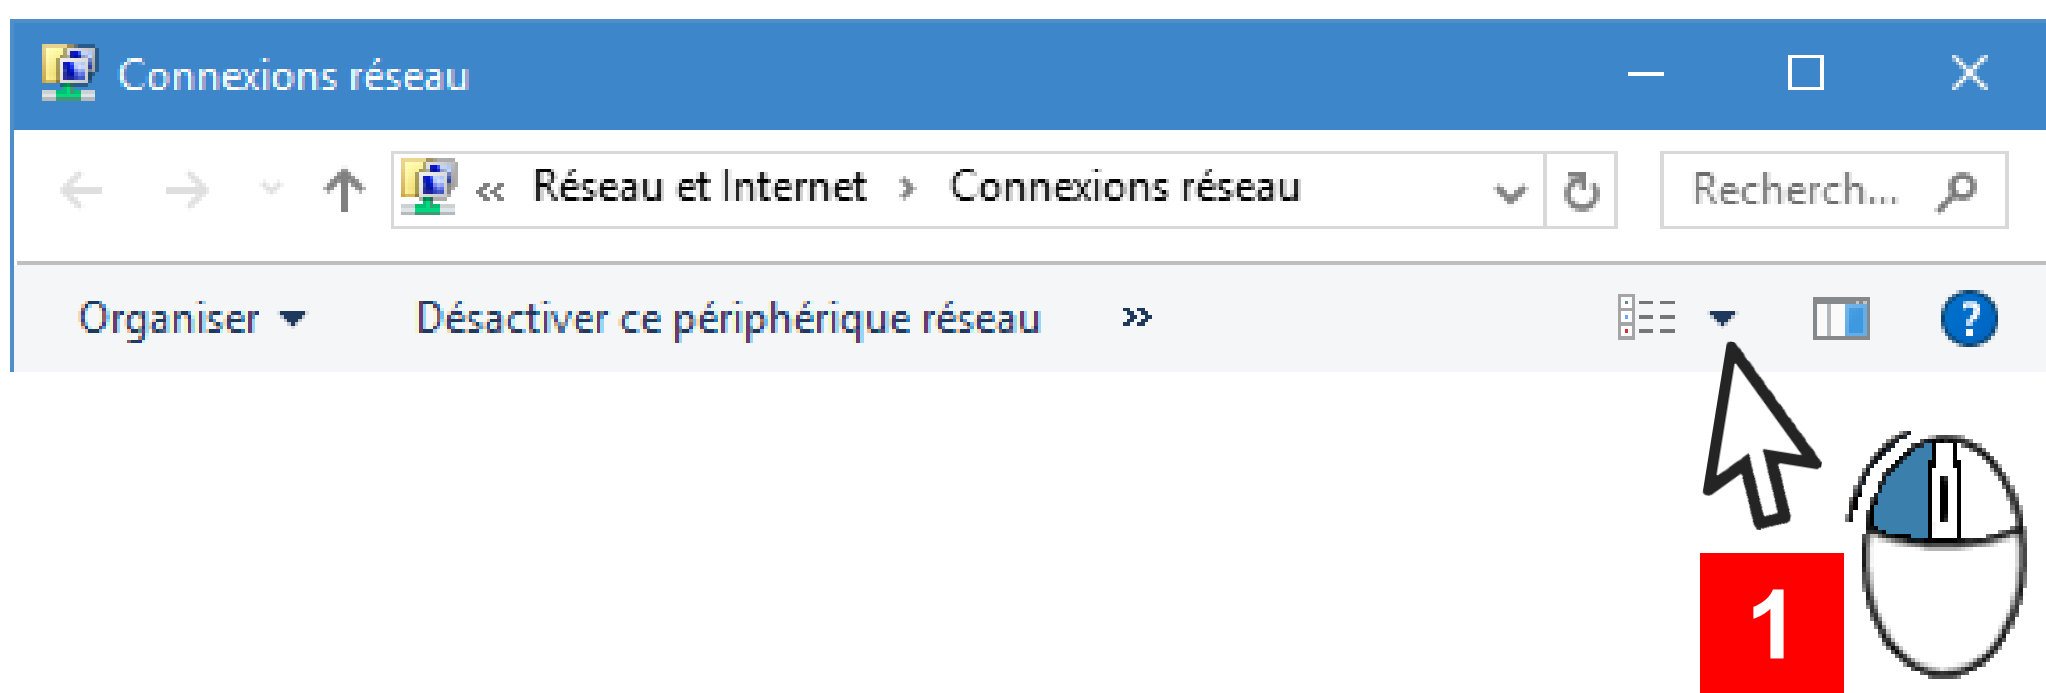 Connexions réseau
« Réseau et Internet › Connexions réseau
Recherch...
Organiser Désactiver ce périphérique réseau »
?
1